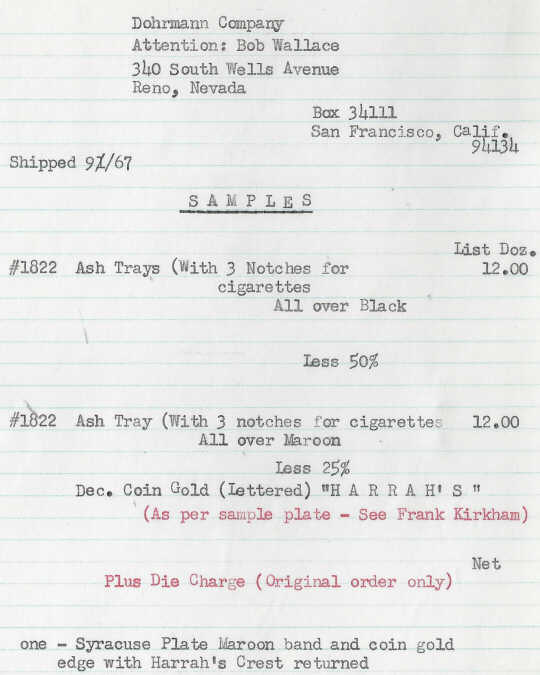 Dohrmann Company
Attention: Bob Wallace
340 South Wells Avenue
Reno, Nevada
Box 34111
San Francisco, Calif.
94134
Shipped 9/67
S A M P L E S
List Doz.
#1822 Ash Trays (With 3 Notches for 12.00
cigarettes
All over Black
Less 50%
#1822 Ash Tray (With 3 notches for cigarettes 12.00
All over Maroon
Less 25%
Dec. Coin Gold (Lettered) "H A R R A H' S "
(As per sample plate - See Frank Kirkham)
Net
Plus Die Charge (Original order only)
one - Syracuse Plate Maroon band and coin gold
edge with Harrah's Crest returned